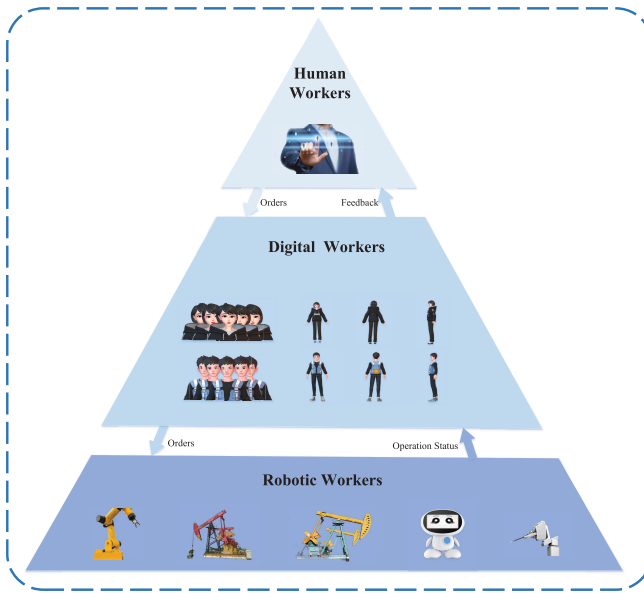 Human
Workers
Orders
Feedback
Digital Workers
Orders
Operation Status
Robotic Workers